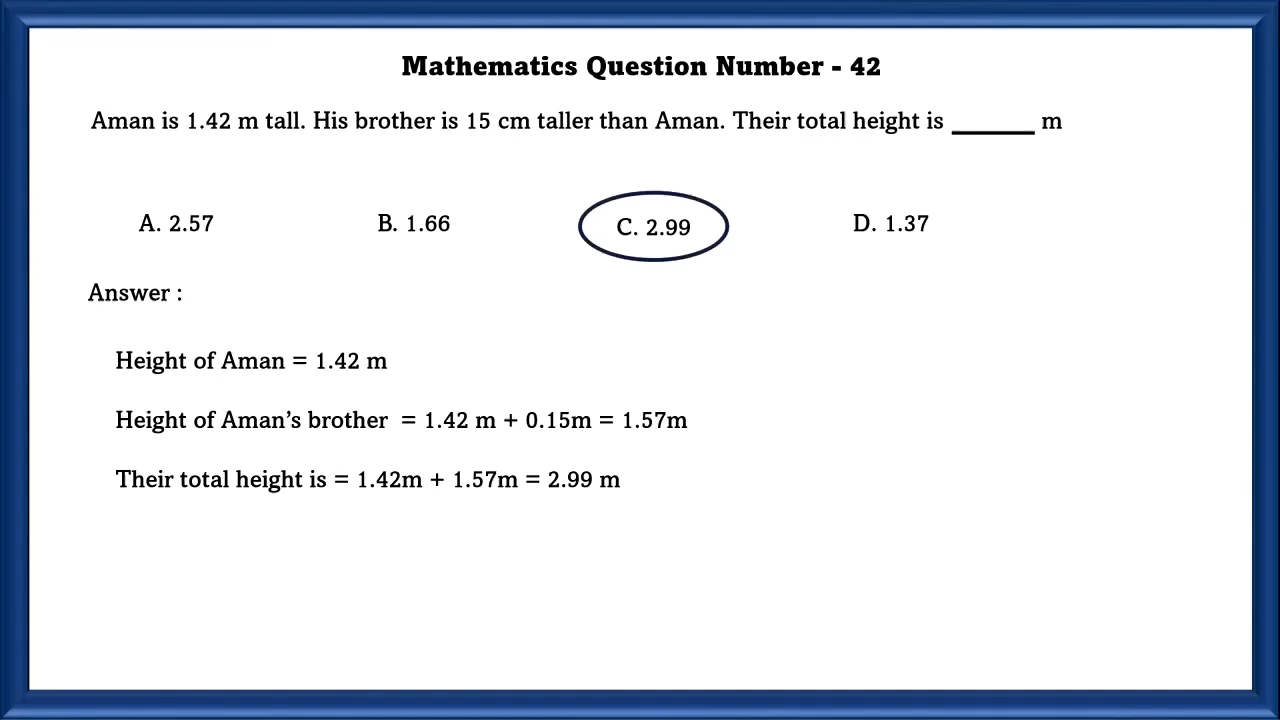 Mathematics Question Number - 42
Aman is 1.42 m tall. His brother is 15 cm taller than Aman. Their total height is ______ m
A. 2.57 B. 1.66 C. 2.99 D. 1.37
Answer :
Height of Aman = 1.42 m
Height of Aman’s brother = 1.42 m + 0.15m = 1.57m
Their total height is = 1.42m + 1.57m = 2.99 m